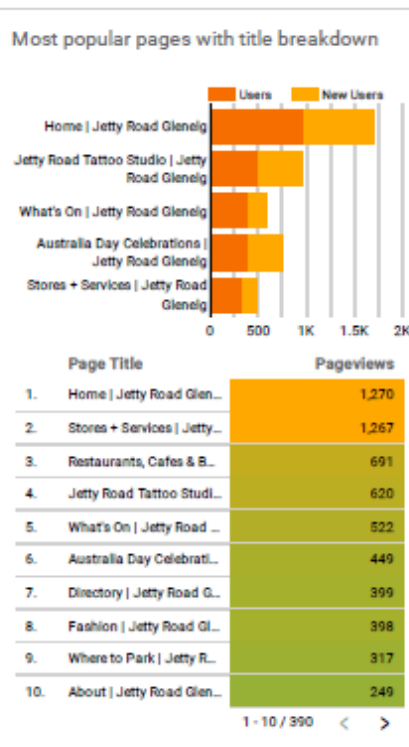 Most popular pages with title breakdown
Users New Users
Home | Jetty Road Glenelg
Jetty Road Tattoo Studio | Jetty
Road Glenelg
What's On | Jetty Road Glenelg
Australia Day Celebrations |
Jetty Road Glenelg
Stores + Services | Jetty Road
Glenelg
0 500 1K 1.5K 2K
Page Title Pageviews
1. Home | Jetty Road Glen... 1,270
2. Stores + Services | Jetty... 1,267
3. Restaurants, Cafes & B... 691
4. Jetty Road Tattoo Studi... 620
5. What's On | Jetty Road ... 522
6. Australia Day Celebrati... 449
7. Directory | Jetty Road G... 399
8. Fashion | Jetty Road Gl... 398
9. Where to Park | Jetty R... 317
10. About | Jetty Road Glen... 249
1 - 10 / 390 < >